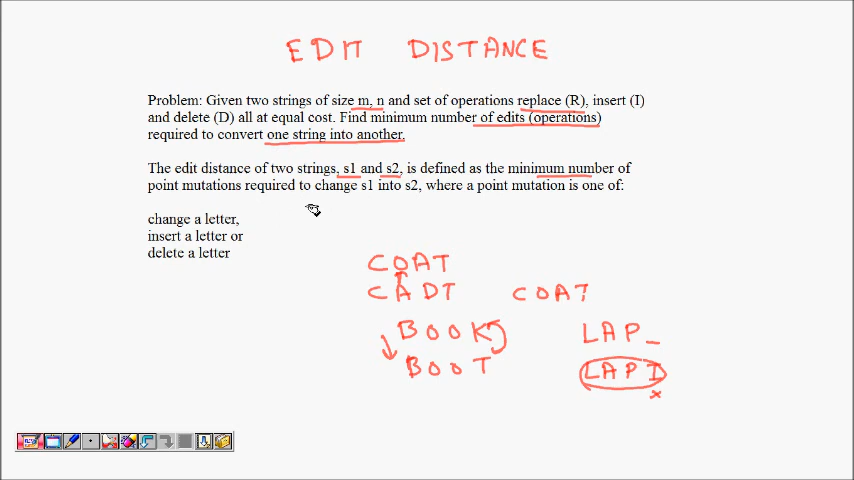 EDIT DISTANCE
Problem: Given two strings of size m, n and set of operations replace (R), insert (I)
and delete (D) all at equal cost. Find minimum number of edits (operations)
required to convert one string into another.
The edit distance of two strings, s1 and s2, is defined as the minimum number of
point mutations required to change s1 into s2, where a point mutation is one of:
change a letter,
insert a letter or
delete a letter
COAT
CADT COAT
BOOK LAP_
BOOT LAPI
x